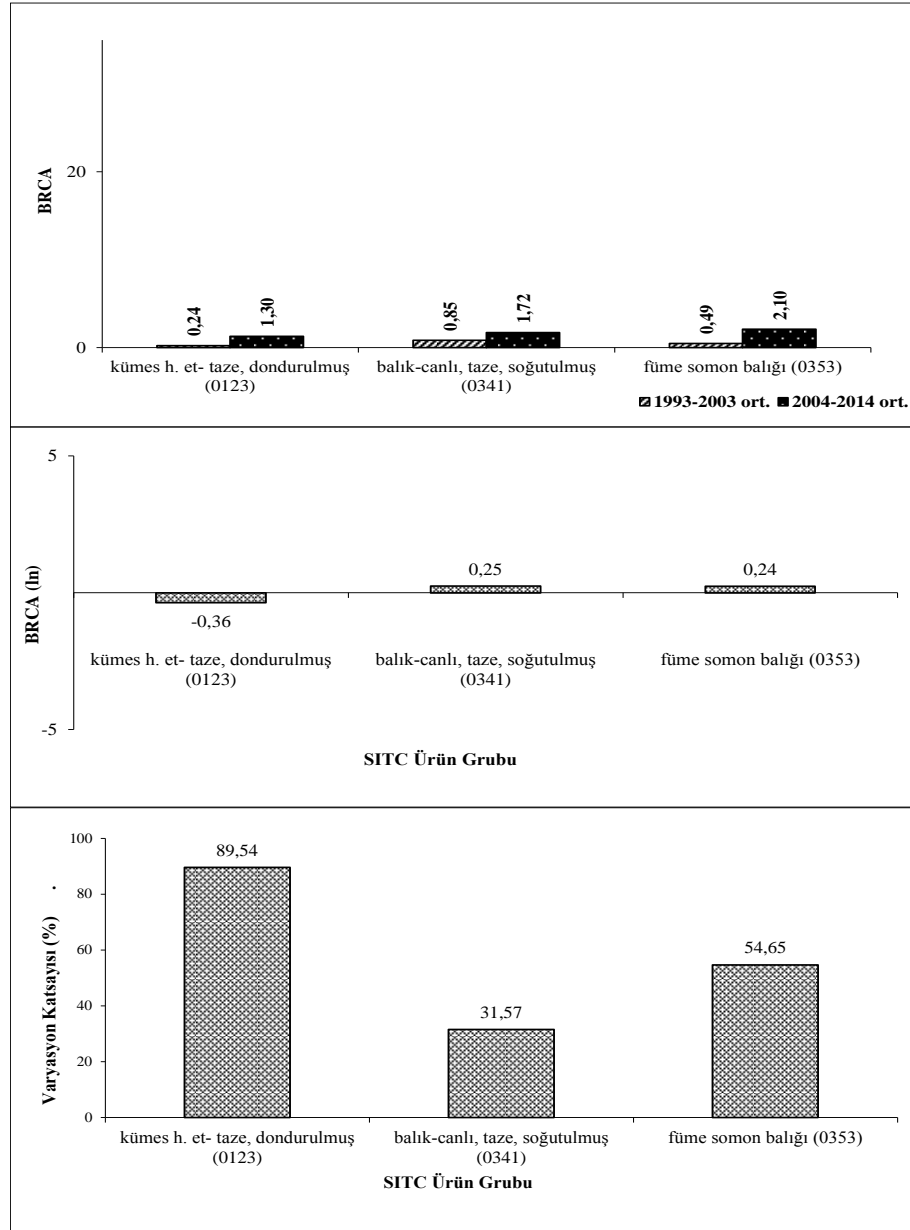 BRCA
20
0
0,24
1,30
0,85
1,72
0,49
2,10
kümes h. et- taze, dondurulmuş
(0123)
balık-canlı, taze, soğutulmuş
(0341)
füme somon balığı (0353)
1993-2003 ort.
2004-2014 ort.
BRCA (ln)
5
-5
-0,36
0,25
0,24
kümes h. et- taze, dondurulmuş
(0123)
balık-canlı, taze, soğutulmuş
(0341)
füme somon balığı (0353)
SITC Ürün Grubu
Varyasyon Katsayısı (%) .
100
80
60
40
20
0
89,54
31,57
54,65
kümes h. et- taze, dondurulmuş
(0123)
balık-canlı, taze, soğutulmuş
(0341)
füme somon balığı (0353)
SITC Ürün Grubu